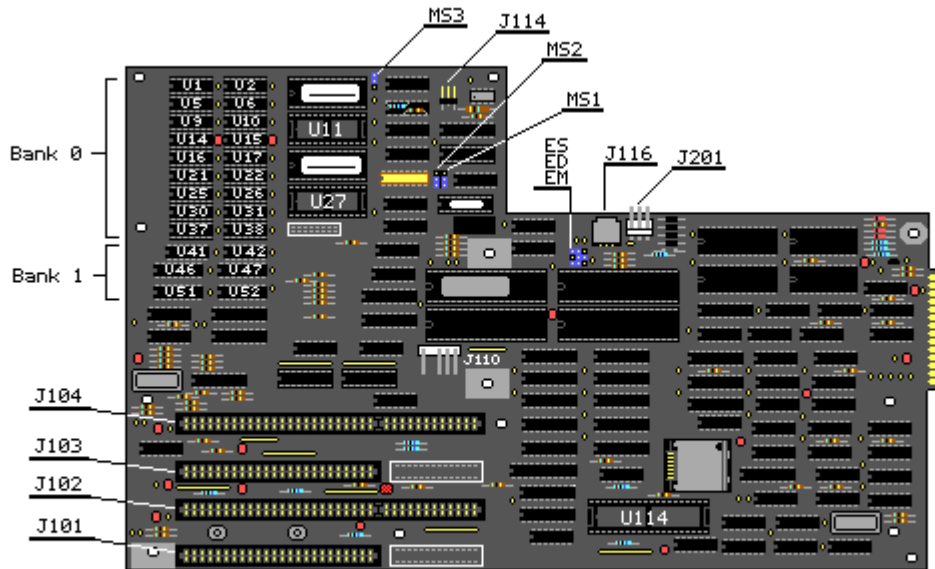 MS3
J114
MS2
MS1
ES
ED
EM
J116
J201
Bank 0
U1 U2
U5 U6
U9 U10
U14 U15
U16 U17
U21 U22
U25 U26
U30 U31
U37 U38
U11
U27
Bank 1
U41 U42
U46 U47
U51 U52
J110
J104
J103
J102
J101
U114